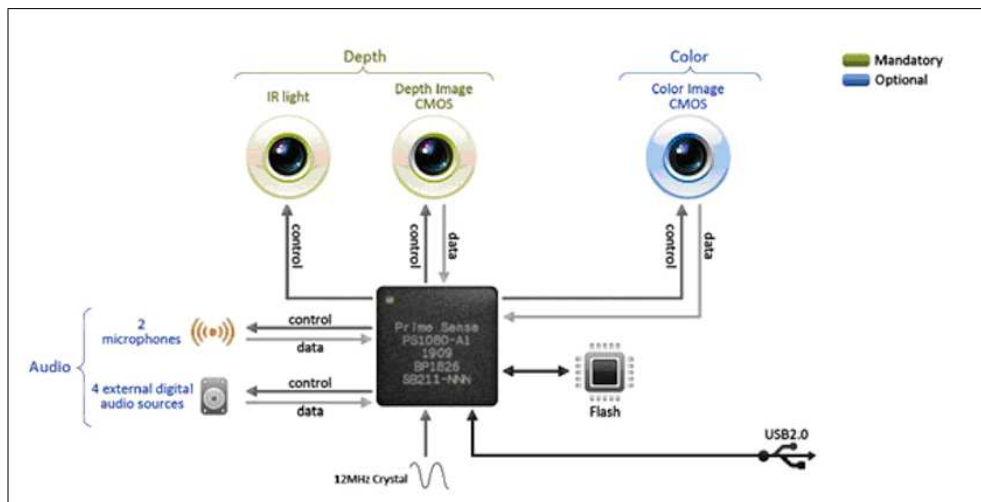 Depth
Color
Mandatory
Optional
IR light
Depth Image
CMOS
Color Image
CMOS
control
control
data
control
data
Prime Sense
PS1080-A1
1909
BP1826
SB211-NNN
2
microphones
control
data
Audio
4 external digital
audio sources
control
data
Flash
USB2.0
12MHz Crystal